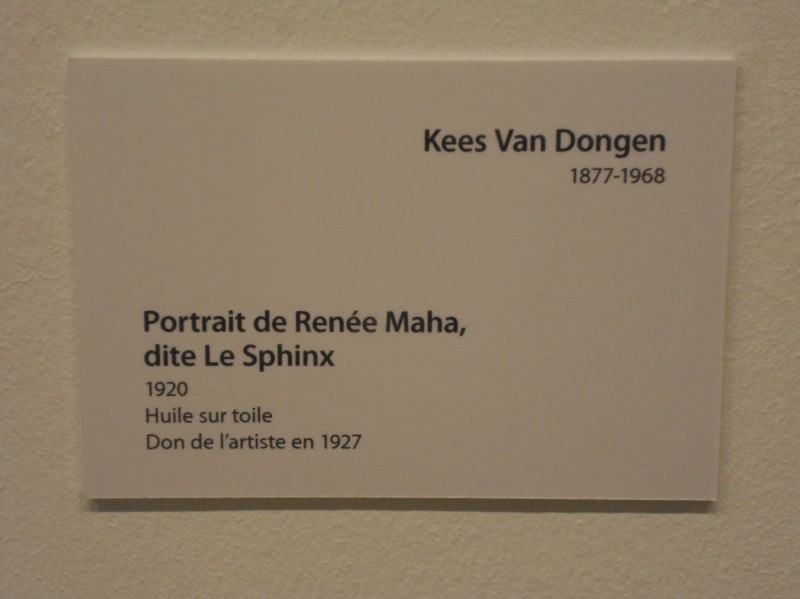 Kees Van Dongen
1877-1968
Portrait de Renée Maha,
dite Le Sphinx
1920
Huile sur toile
Don de l'artiste en 1927